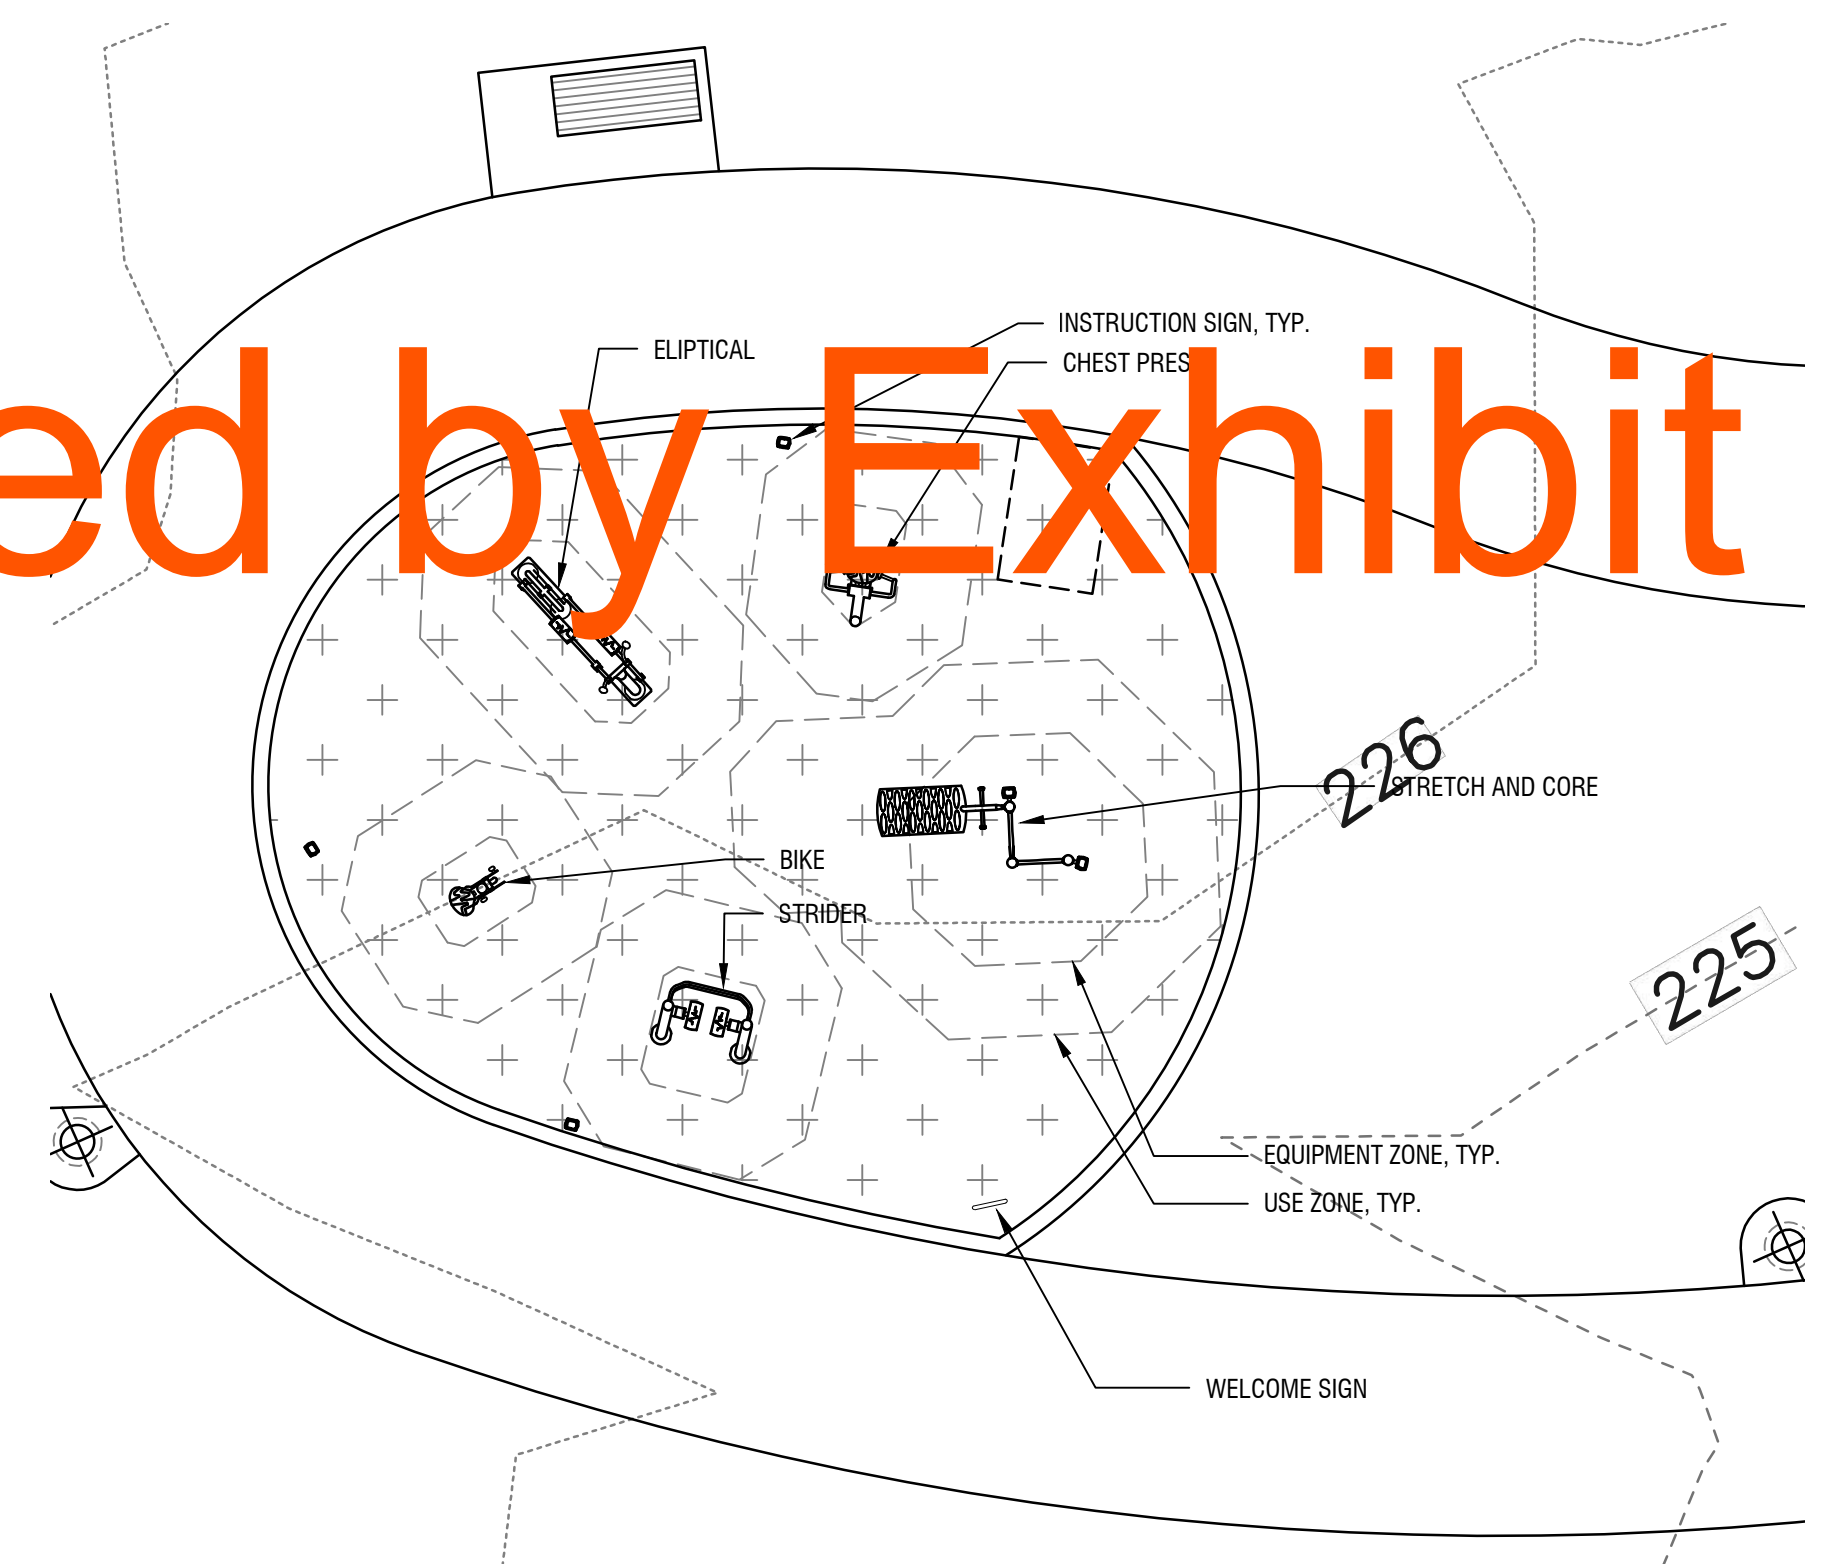 INSTRUCTION SIGN, TYP.
ELIPTICAL
CHEST PRES
ed by Exhibit
226
STRETCH AND CORE
BIKE
STRIDER
225
EQUIPMENT ZONE, TYP.
USE ZONE, TYP.
WELCOME SIGN